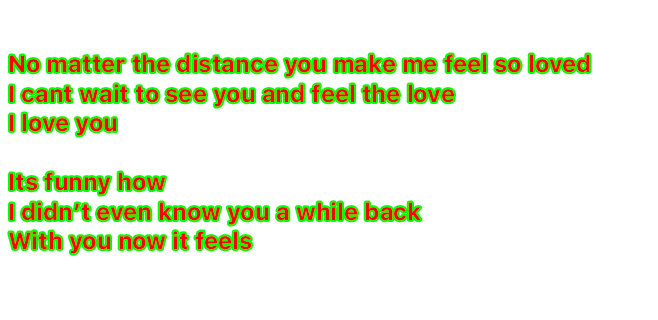 No matter the distance you make me feel so loved
I cant wait to see you and feel the love
I love you

Its funny how
I didn’t even know you a while back
With you now it feels